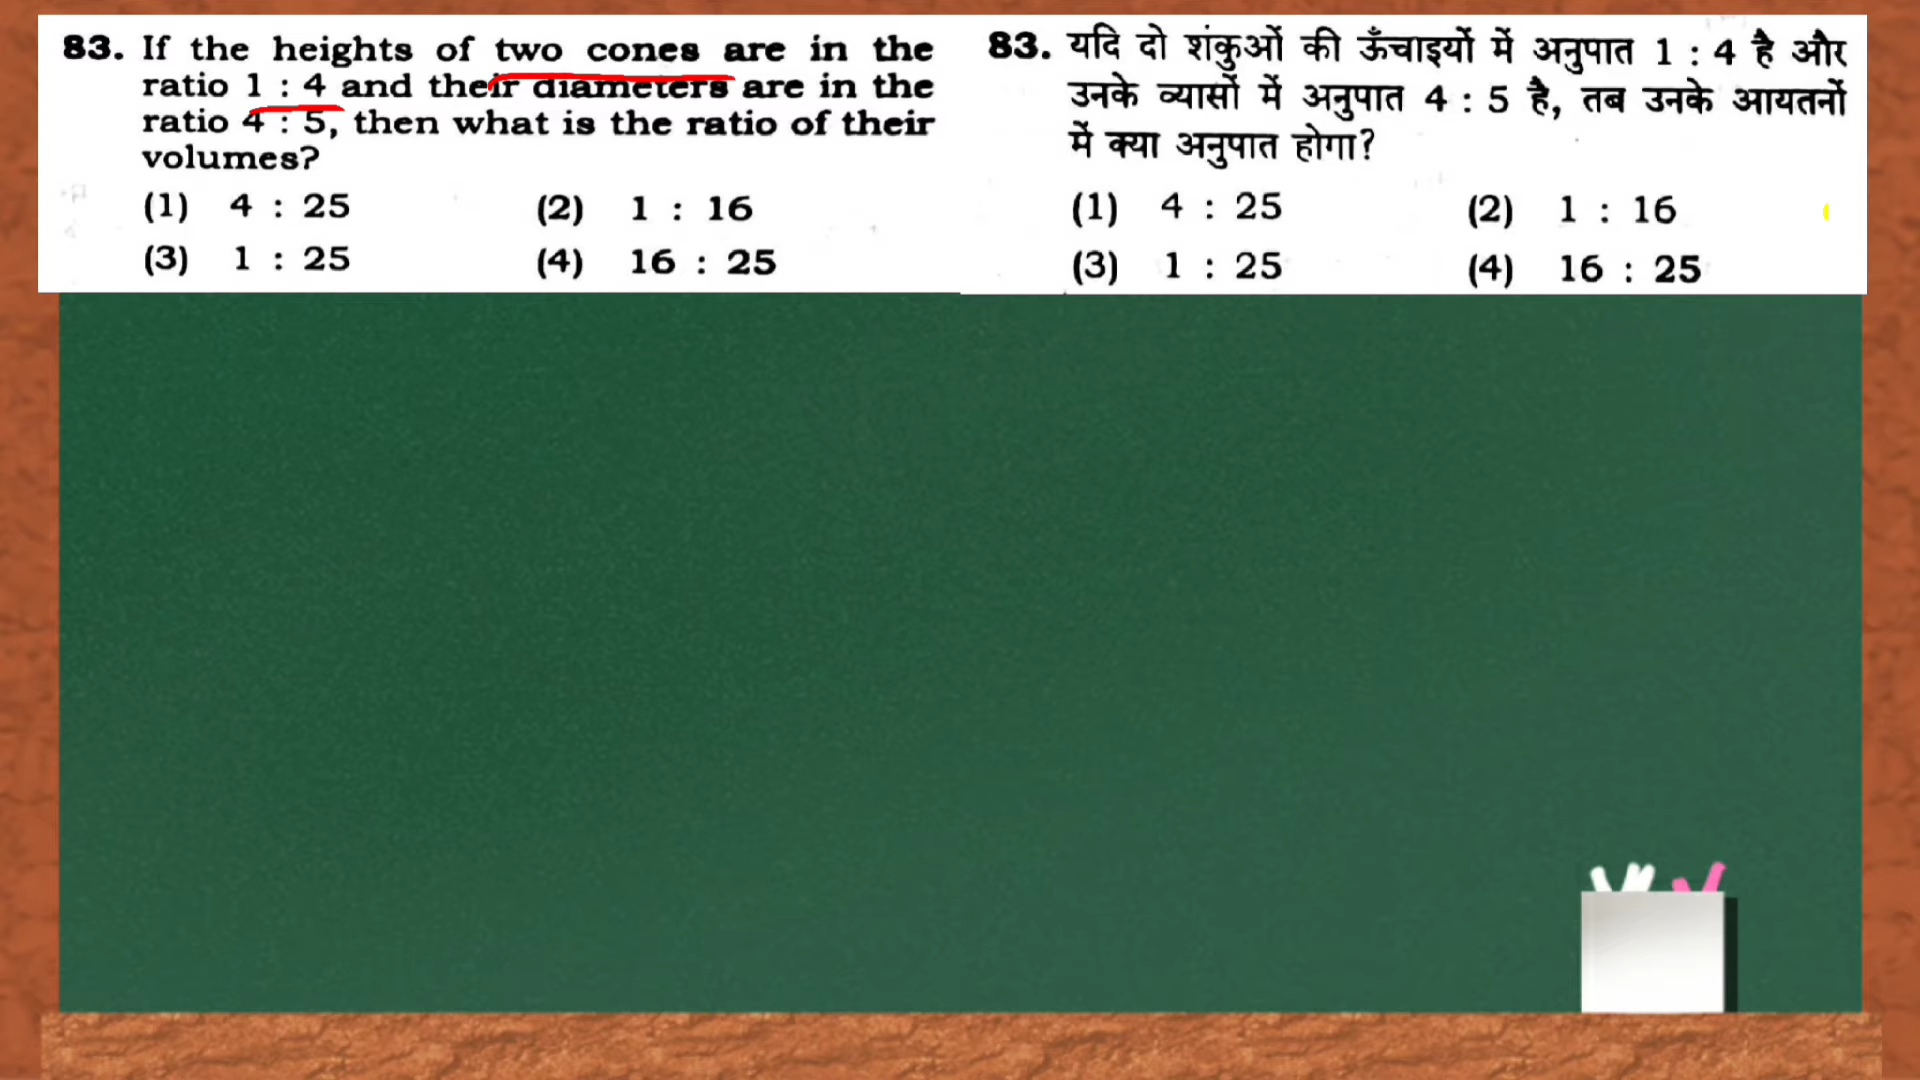 83. If the heights of two cones are in the
ratio 1 : 4 and their diameters are in the
ratio 4 : 5, then what is the ratio of their
volumes?
(1) 4 : 25 (2) 1 : 16
(3) 1 : 25 (4) 16 : 25
83. यदि दो शंकुओं की ऊँचाइयों में अनुपात 1 : 4 है और
उनके व्यासों में अनुपात 4 : 5 है, तब उनके आयतनों
में क्या अनुपात होगा?
(1) 4 : 25 (2) 1 : 16
(3) 1 : 25 (4) 16 : 25